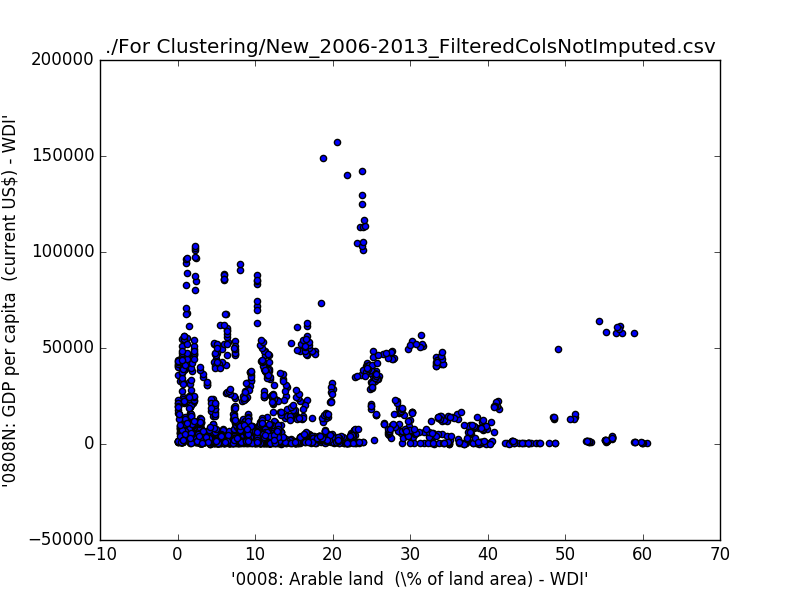 ./For Clustering/New_2006-2013_FilteredColsNotImputed.csv
'0808N: GDP per capita  (current US$) - WDI'
200000
150000
100000
50000
0
−50000
−10 0 10 20 30 40 50 60 70
'0008: Arable land  (\% of land area) - WDI'